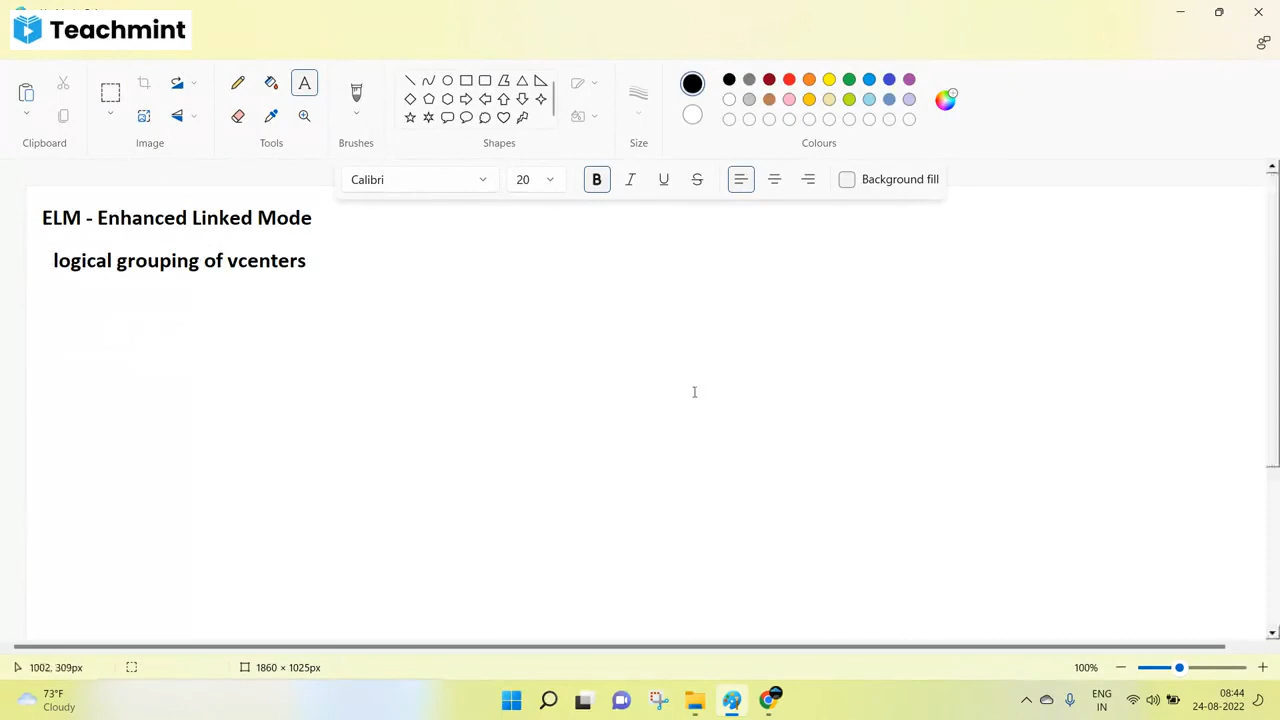 Teachmint
Clipboard
Image
Tools
Brushes
Shapes
Size
Colours
Calibri
20
B
I
U
S
Background fill
ELM - Enhanced Linked Mode
logical grouping of vcenters
1002, 309px
1860 × 1025px
100%
73°F
Cloudy
ENG
IN
08:44
24-08-2022